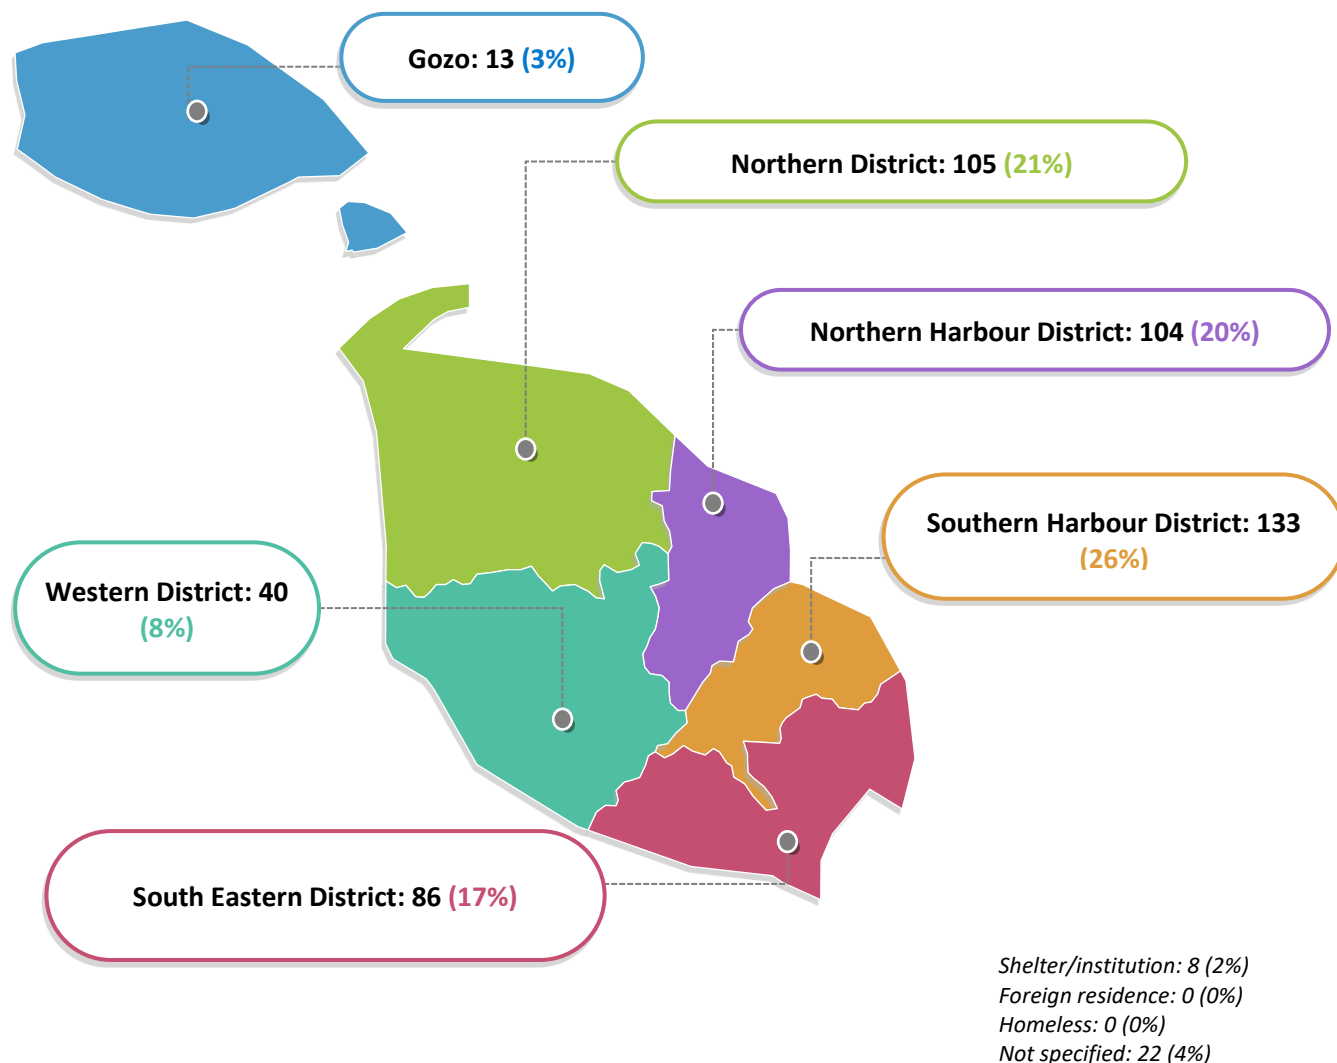 Gozo: 13 (3%)
Northern District: 105 (21%)
Northern Harbour District: 104 (20%)
Southern Harbour District: 133
(26%)
Western District: 40
(8%)
South Eastern District: 86 (17%)
Shelter/institution: 8 (2%)
Foreign residence: 0 (0%)
Homeless: 0 (0%)
Not specified: 22 (4%)